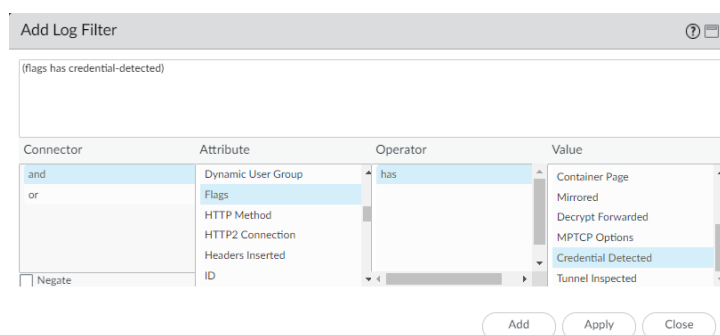 Add Log Filter
(flags has credential-detected)
Connector Attribute Operator Value
and Dynamic User Group has Container Page
or Flags Mirrored
HTTP Method Decrypt Forwarded
HTTP2 Connection MPTCP Options
Headers Inserted Credential Detected
Negate ID Tunnel Inspected
Add Apply Close